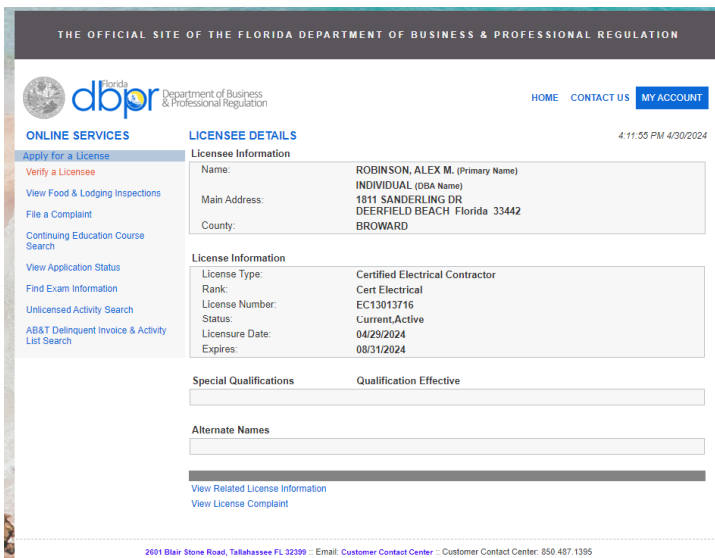 THE OFFICIAL SITE OF THE FLORIDA DEPARTMENT OF BUSINESS & PROFESSIONAL REGULATION
Florida
dbpr Department of Business
& Professional Regulation
HOME CONTACT US MY ACCOUNT
ONLINE SERVICES
Apply for a License
Verify a Licensee
View Food & Lodging Inspections
File a Complaint
Continuing Education Course
Search
View Application Status
Find Exam Information
Unlicensed Activity Search
AB&T Delinquent Invoice & Activity
List Search
LICENSEE DETAILS 4:11:55 PM 4/30/2024
Licensee Information
Name: ROBINSON, ALEX M. (Primary Name)
INDIVIDUAL (DBA Name)
Main Address: 1811 SANDERLING DR
DEERFIELD BEACH Florida 33442
County: BROWARD
License Information
License Type: Certified Electrical Contractor
Rank: Cert Electrical
License Number: EC13013716
Status: Current,Active
Licensure Date: 04/29/2024
Expires: 08/31/2024
Special Qualifications Qualification Effective
Alternate Names
View Related License Information
View License Complaint
2601 Blair Stone Road, Tallahassee FL 32399 :: Email: Customer Contact Center :: Customer Contact Center: 850.487.1395